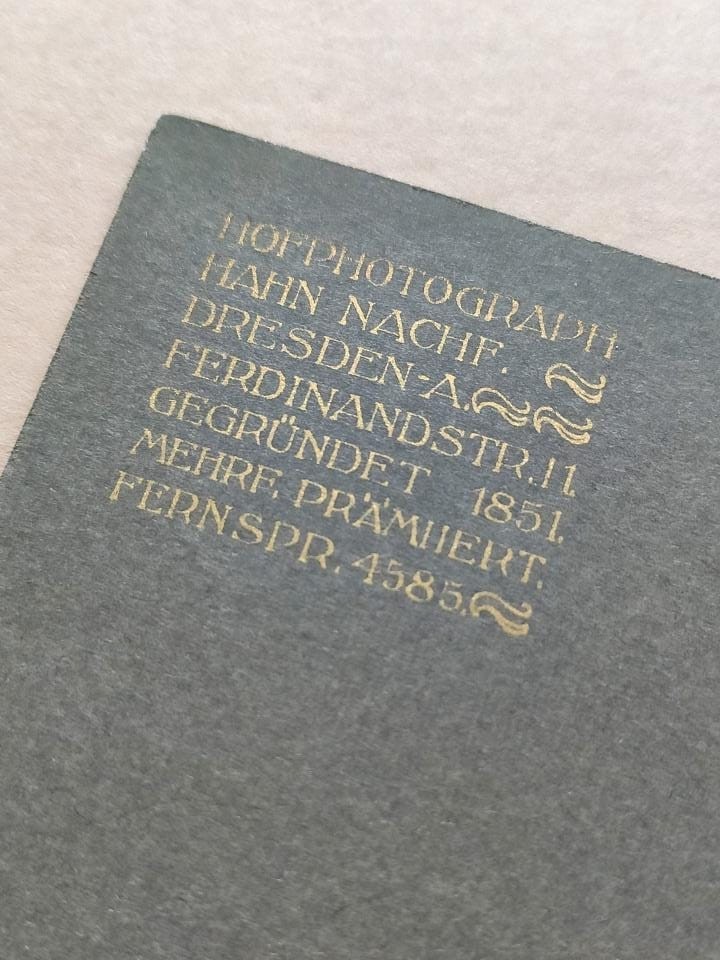 HOFPHOTOGRAPH
HAHN NACHF.
DRESDEN-A.
FERDINANDSTR. 11.
GEGRÜNDET 1851.
MEHRF. PRÄMIIERT.
FERNSPR. 4585.